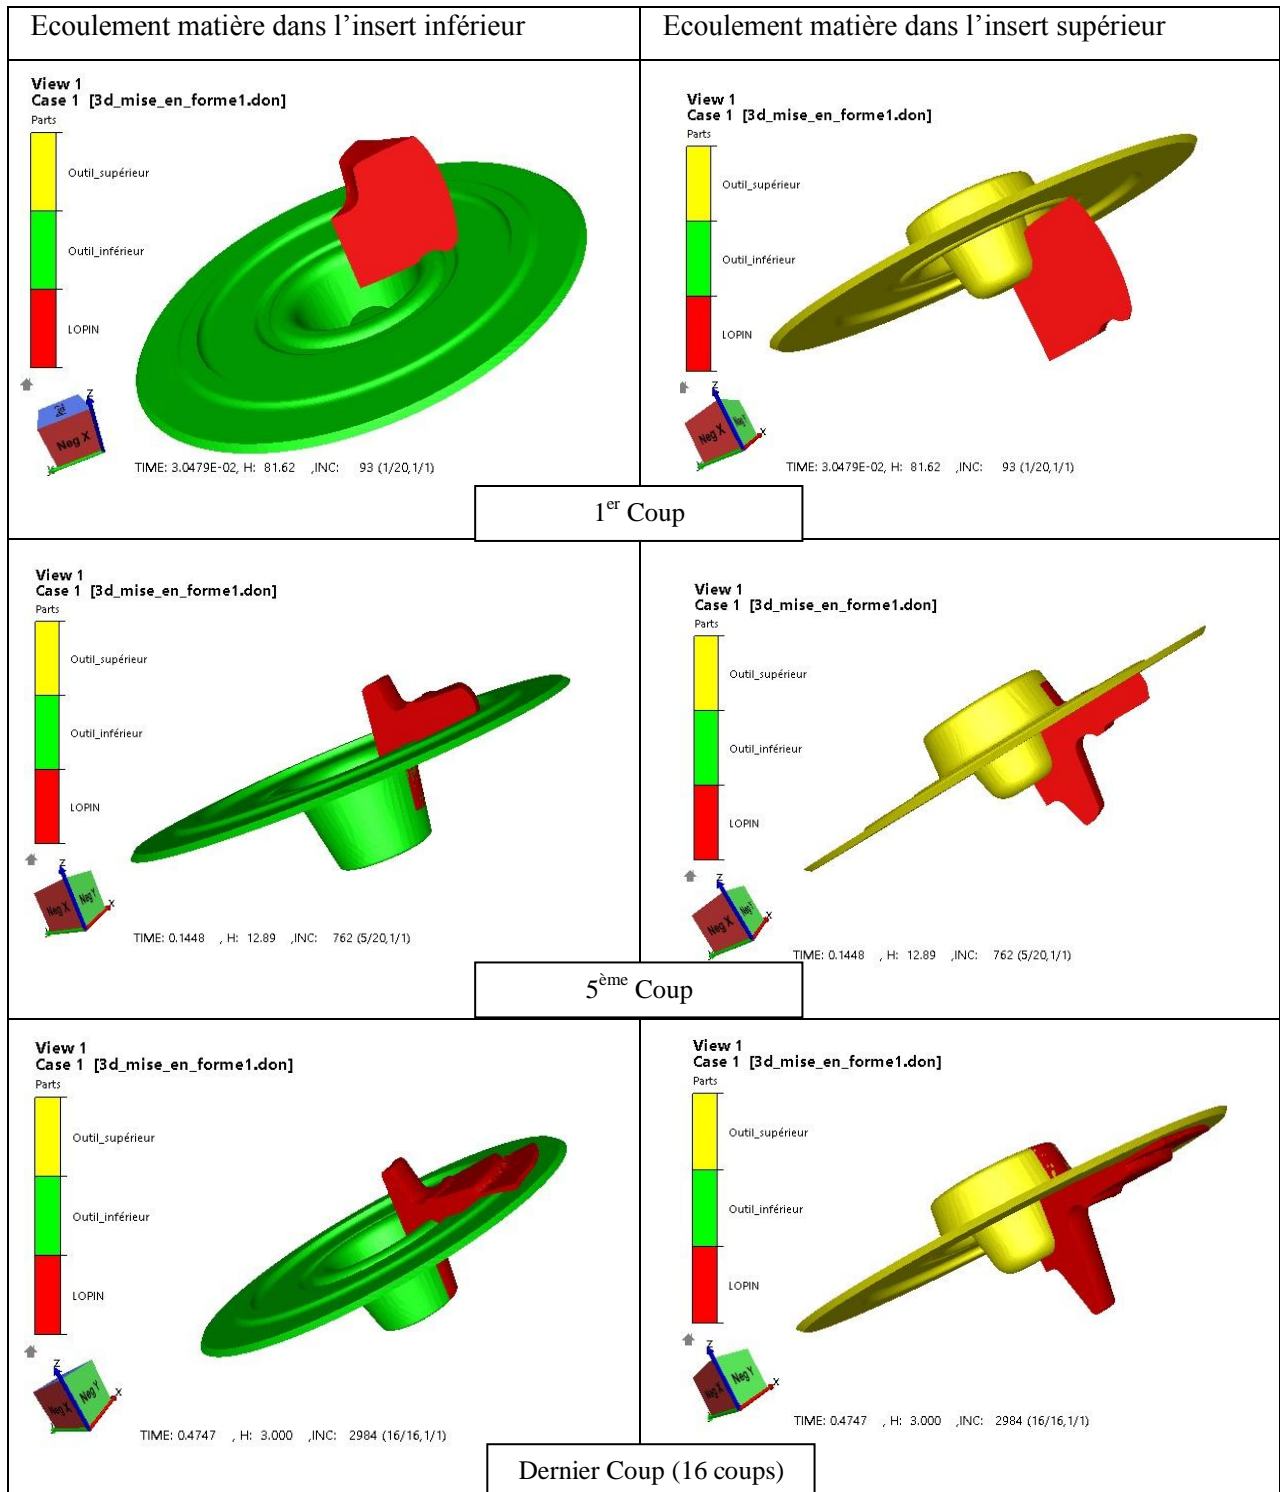 Ecoulement matière dans l’insert inférieur
Ecoulement matière dans l’insert supérieur
View 1
Case 1 [3d_mise_en_forme1.don]
Parts
Outil_supérieur
Outil_inférieur
LOPIN
Z
Neg X
y
TIME: 3.0479E-02, H: 81.62 ,INC: 93 (1/20,1/1)
View 1
Case 1 [3d_mise_en_forme1.don]
Parts
Outil_supérieur
Outil_inférieur
LOPIN
Z
Neg X
Neg Y
X
TIME: 3.0479E-02, H: 81.62 ,INC: 93 (1/20,1/1)
1er Coup
View 1
Case 1 [3d_mise_en_forme1.don]
Parts
Outil_supérieur
Outil_inférieur
LOPIN
Z
Neg X
Neg Y
X
TIME: 0.1448 , H: 12.89 ,INC: 762 (5/20,1/1)
View 1
Case 1 [3d_mise_en_forme1.don]
Parts
Outil_supérieur
Outil_inférieur
LOPIN
Z
Neg X
Neg Y
X
TIME: 0.1448 , H: 12.89 ,INC: 762 (5/20,1/1)
5ème Coup
View 1
Case 1 [3d_mise_en_forme1.don]
Parts
Outil_supérieur
Outil_inférieur
LOPIN
Z
Neg X
Neg Y
X
TIME: 0.4747 , H: 3.000 ,INC: 2984 (16/16,1/1)
View 1
Case 1 [3d_mise_en_forme1.don]
Parts
Outil_supérieur
Outil_inférieur
LOPIN
Z
Neg X
Neg Y
X
TIME: 0.4747 , H: 3.000 ,INC: 2984 (16/16,1/1)
Dernier Coup (16 coups)